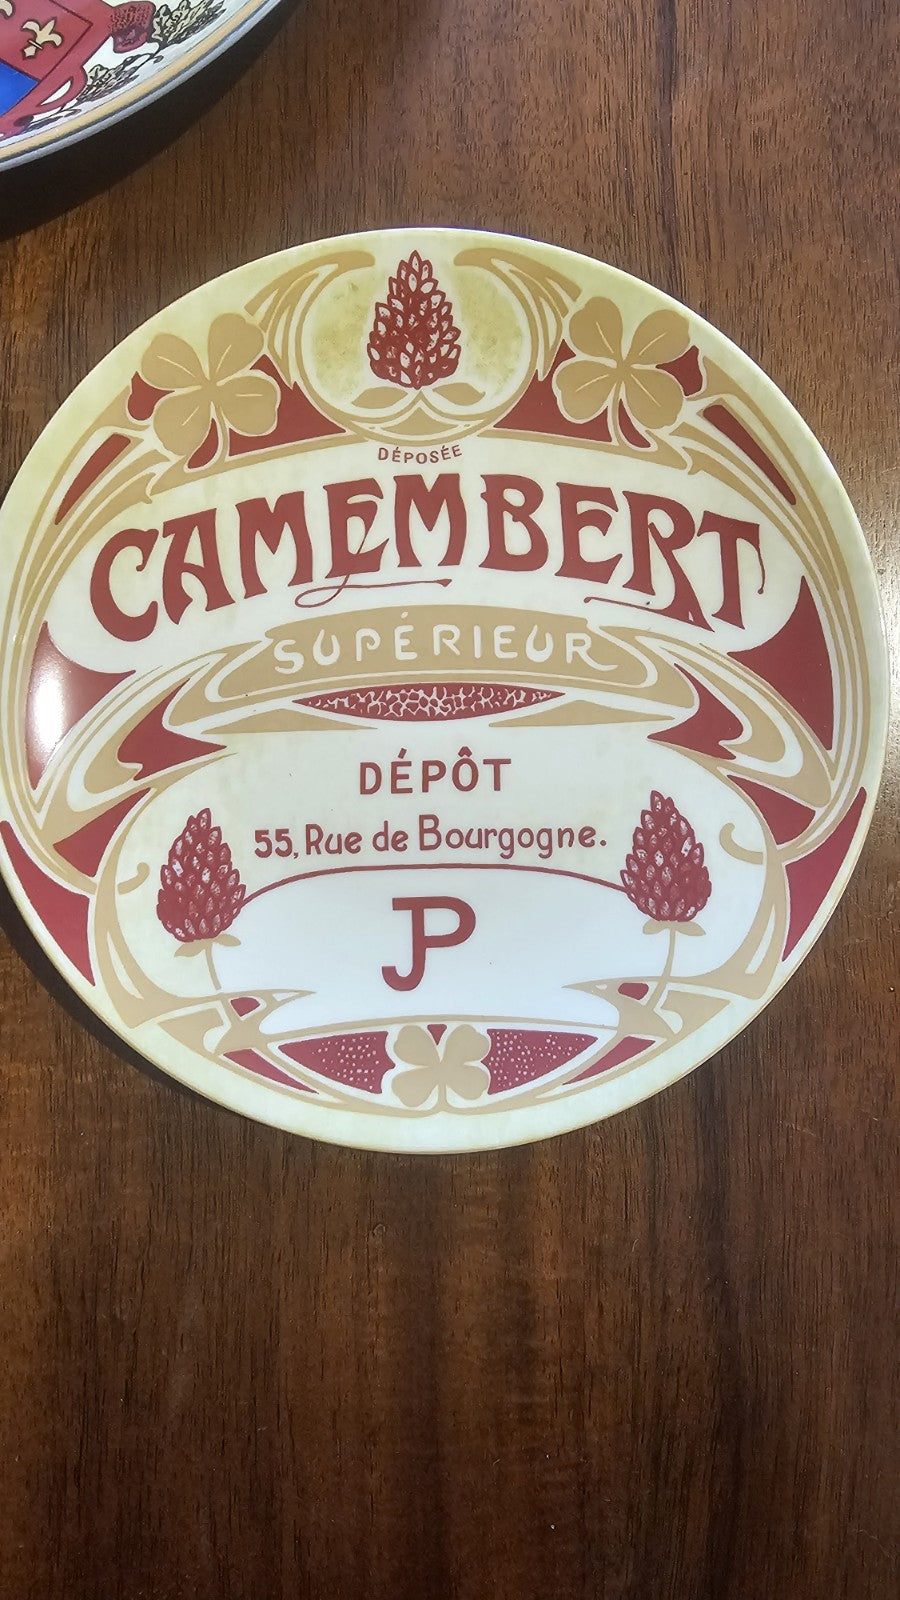 DÉPOSÉE
CAMEMBERT
SUPÉRIEUR
DÉPÔT
55, Rue de Bourgogne.
JP